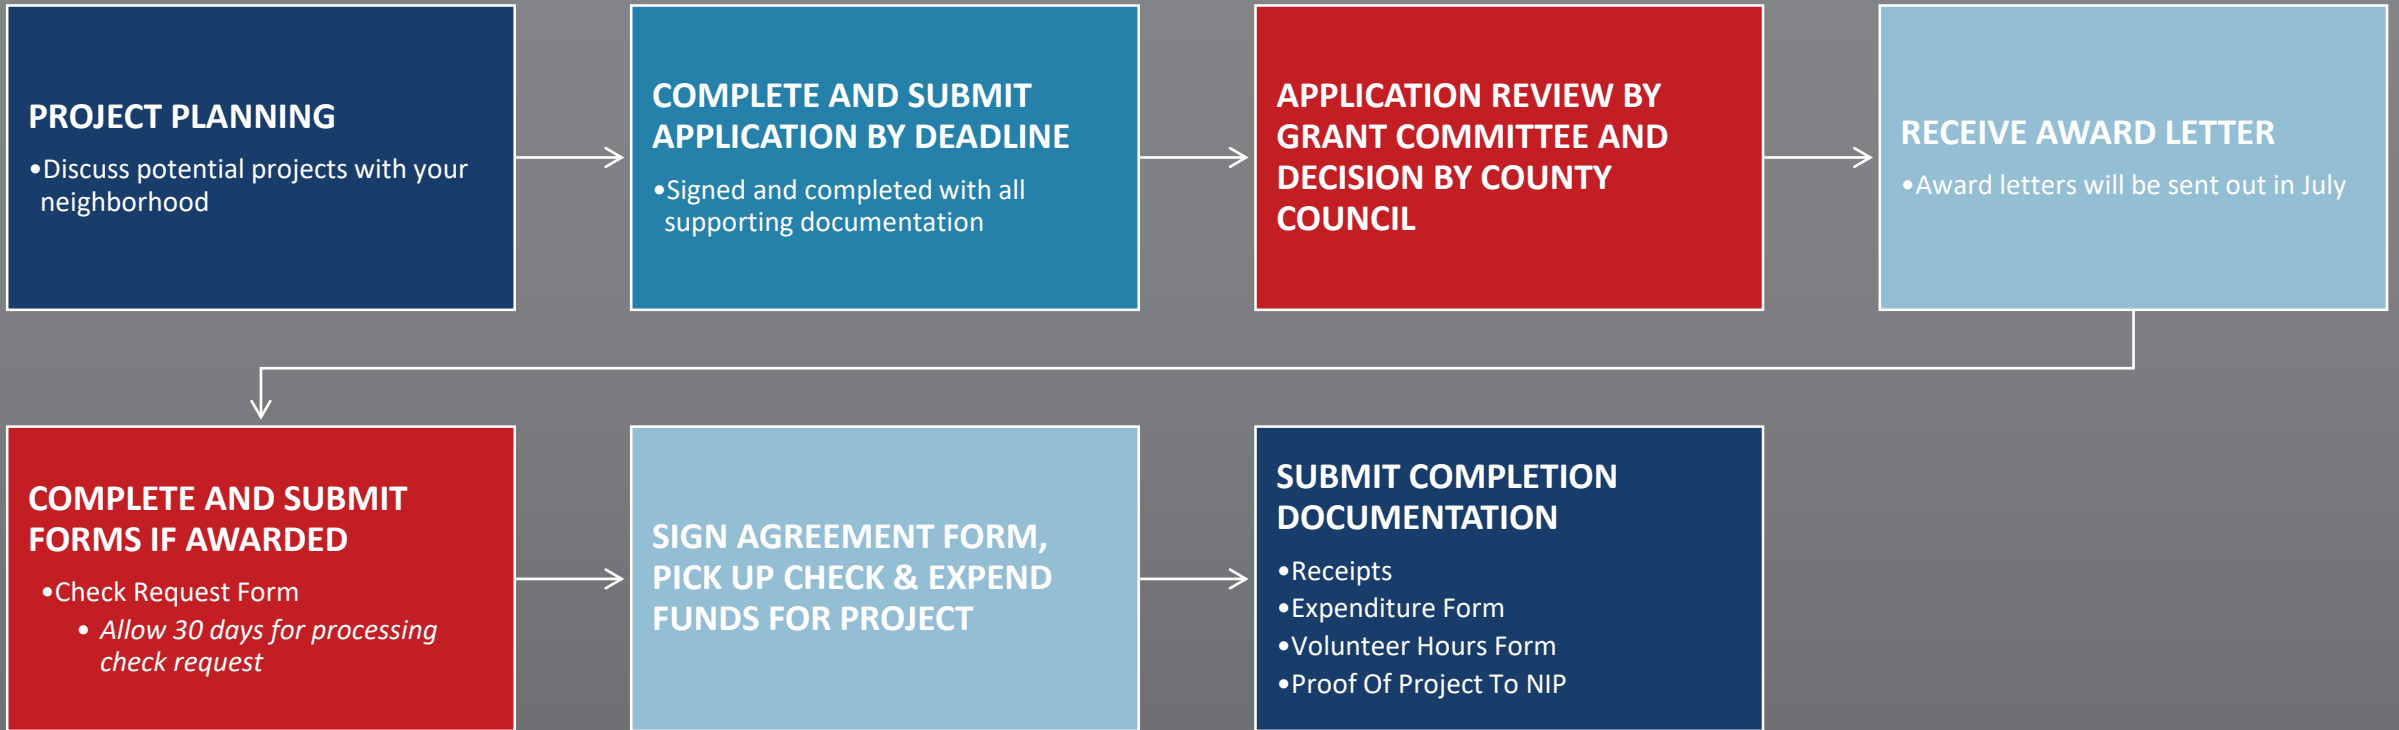 PROJECT PLANNING
•Discuss potential projects with your
neighborhood
COMPLETE AND SUBMIT
APPLICATION BY DEADLINE
•Signed and completed with all
supporting documentation
APPLICATION REVIEW BY
GRANT COMMITTEE AND
DECISION BY COUNTY
COUNCIL
RECEIVE AWARD LETTER
•Award letters will be sent out in July
COMPLETE AND SUBMIT
FORMS IF AWARDED
•Check Request Form
• Allow 30 days for processing
check request
SIGN AGREEMENT FORM,
PICK UP CHECK & EXPEND
FUNDS FOR PROJECT
SUBMIT COMPLETION
DOCUMENTATION
•Receipts
•Expenditure Form
•Volunteer Hours Form
•Proof Of Project To NIP